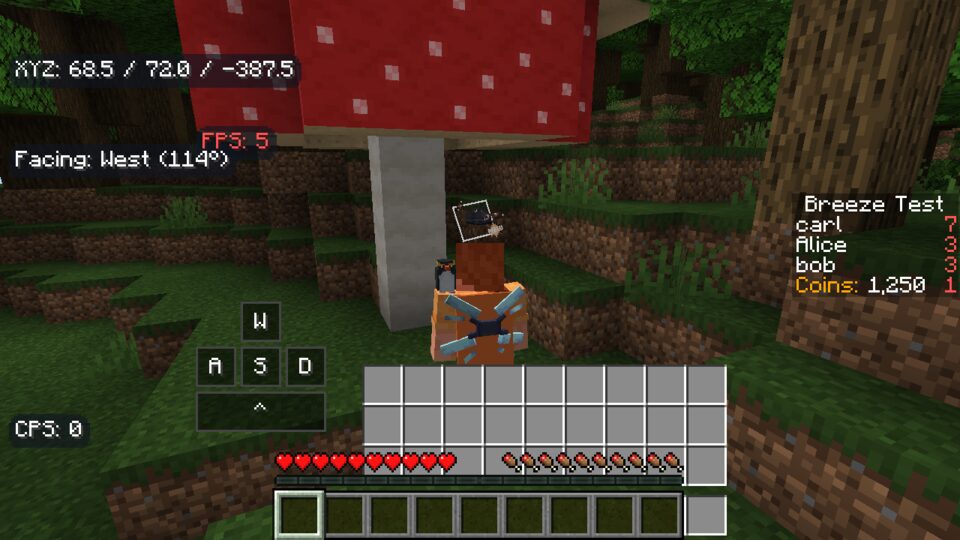 XYZ: 68.5 / 72.0 / -387.5
FPS: 5
Facing: West (114°)
Breeze Test
carl 7
Alice 3
bob 3
Coins: 1,250 1
W
A S D
^
CPS: 0